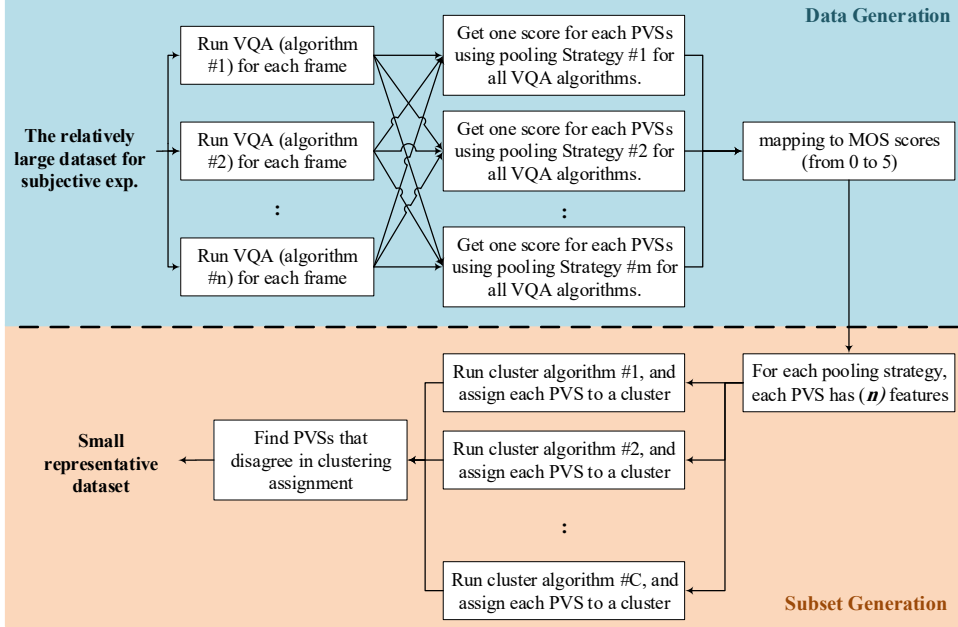 Data Generation
The relatively
large dataset for
subjective exp.
Run VQA (algorithm
#1) for each frame
Run VQA (algorithm
#2) for each frame
:
Run VQA (algorithm
#n) for each frame
Get one score for each PVSs
using pooling Strategy #1 for
all VQA algorithms.
Get one score for each PVSs
using pooling Strategy #2 for
all VQA algorithms.
:
Get one score for each PVSs
using pooling Strategy #m for
all VQA algorithms.
mapping to MOS scores
(from 0 to 5)
For each pooling strategy,
each PVS has (n) features
Run cluster algorithm #1, and
assign each PVS to a cluster
Run cluster algorithm #2, and
assign each PVS to a cluster
:
Run cluster algorithm #C, and
assign each PVS to a cluster
Find PVSs that
disagree in clustering
assignment
Small
representative
dataset
Subset Generation